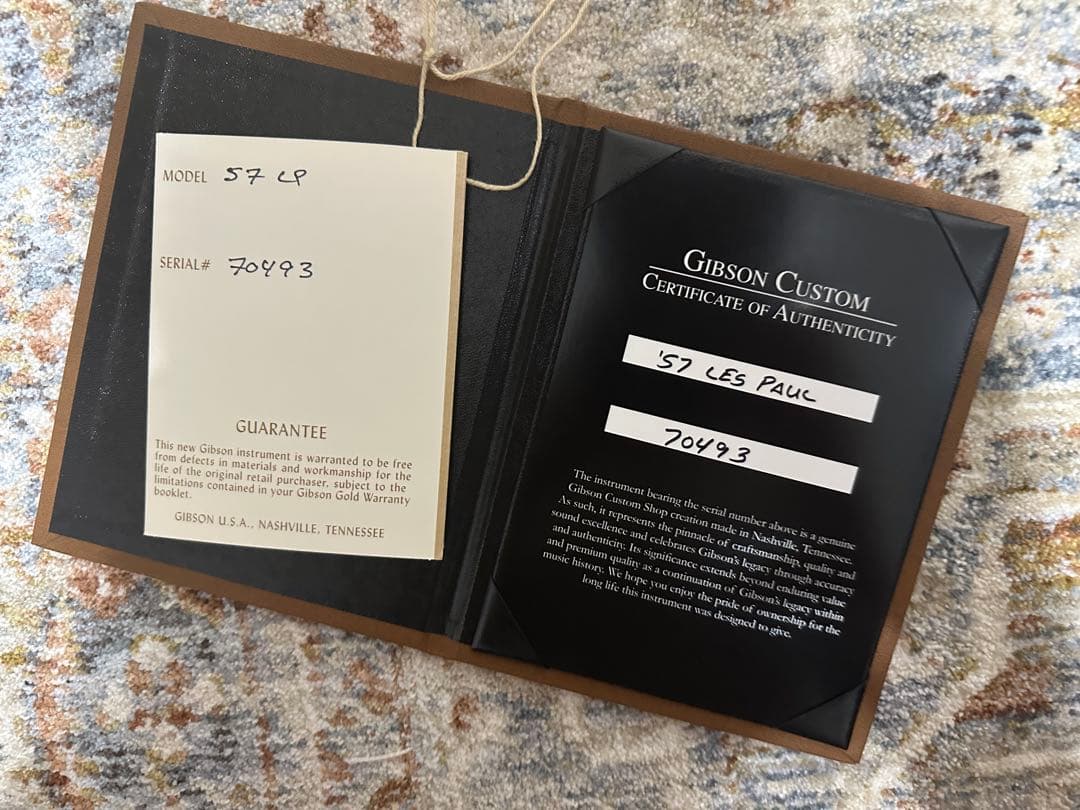 MODEL 57 LP
SERIAL# 70493
GUARANTEE
This new Gibson instrument is warranted to be free
from defects in materials and workmanship for the
life of the original retail purchaser, subject to the
limitations contained in your Gibson Gold Warranty
booklet.
GIBSON U.S.A., NASHVILLE, TENNESSEE
GIBSON CUSTOM
CERTIFICATE OF AUTHENTICITY
'57 LES PAUL
70493
The instrument bearing the serial number above is a genuine
Gibson Custom Shop creation made in Nashville, Tennessee.
As such, it represents the pinnacle of craftsmanship, quality and
sound excellence and celebrates Gibson's legacy through accuracy
and authenticity. Its significance extends beyond enduring value
and premium quality as a continuation of Gibson's legacy within
music history. We hope you enjoy the pride of ownership for the
long life this instrument was designed to give.